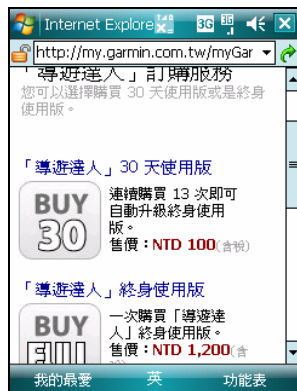 Internet Explore
3G
http://my.garmin.com.tw/myGar
「導遊達人」訂購服務
您可以選擇購買 30 天使用版或是終身
使用版。
「導遊達人」30 天使用版
BUY
30
連續購買 13 次即可
自動升級終身使用
版。
售價：NTD 100(含稅)
「導遊達人」終身使用版
BUY
FULL
一次購買「導遊達
人」終身使用版。
售價：NTD 1,200(含
我的最愛
英
功能表